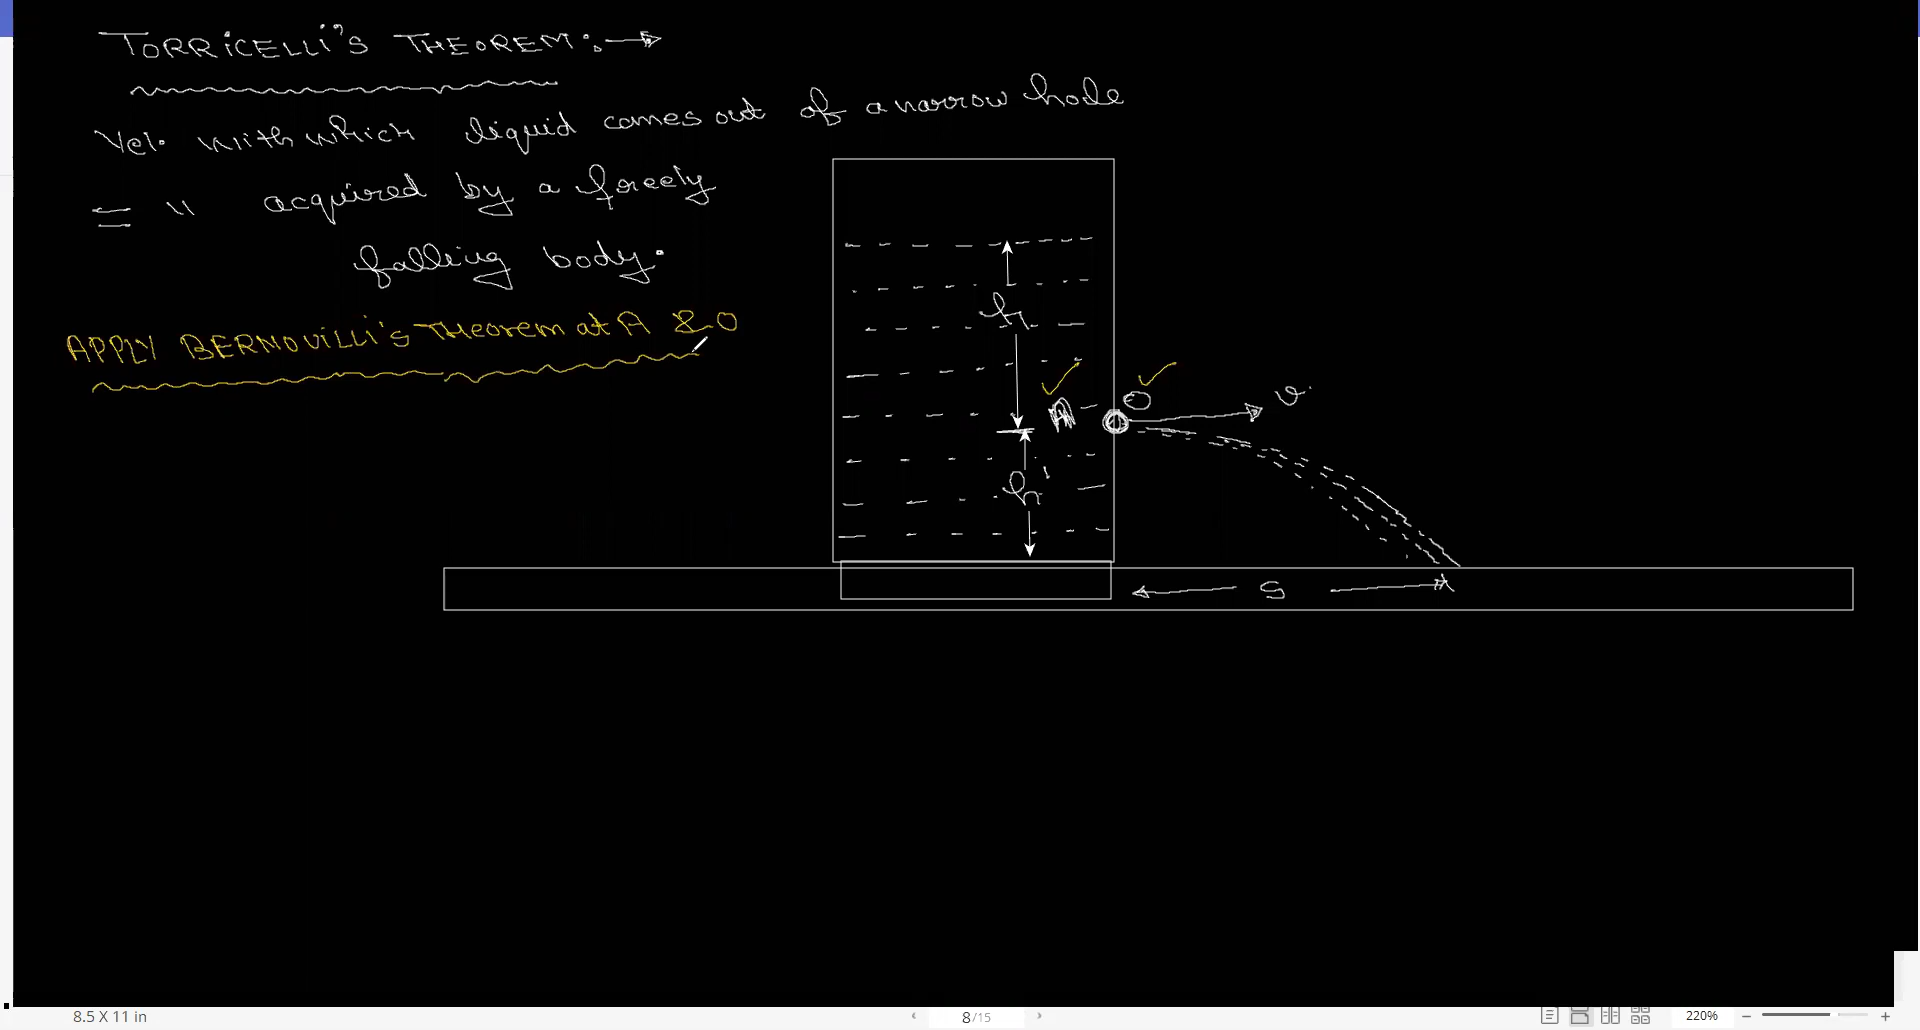 TORRICELLI'S THEOREM:→
Vel. with which liquid comes out of a narrow hole
= " acquired by a freely
falling body.
APPLY BERNOUILLI'S Theorem at A & O
h
A
O
v
h'
S
8.5 X 11 in
8/15
220%